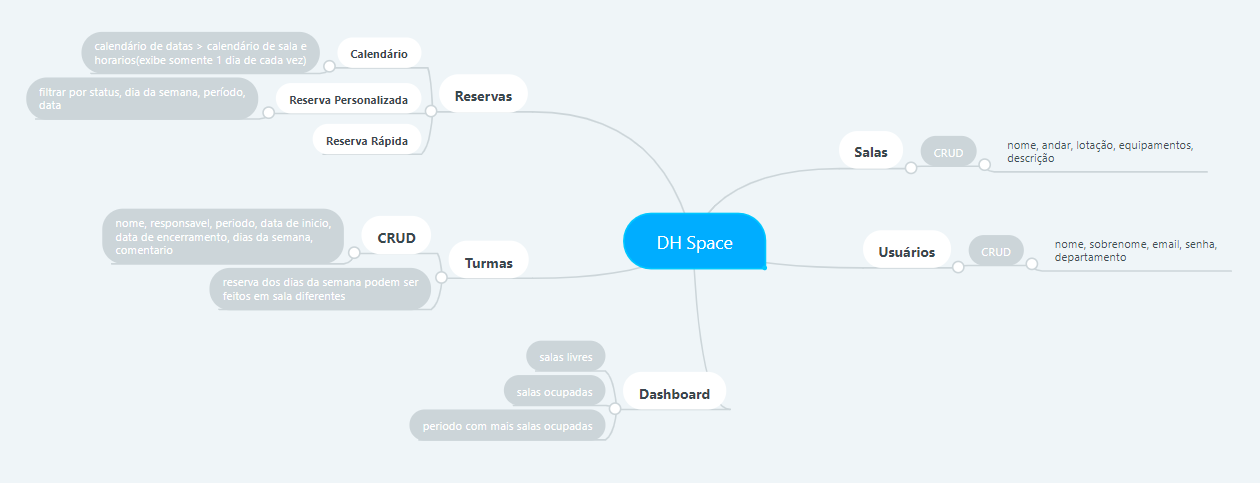 calendário de datas > calendário de sala e
horarios(exibe somente 1 dia de cada vez)
Calendário
filtrar por status, dia da semana, período,
data
Reserva Personalizada
Reserva Rápida
Reservas
nome, responsavel, periodo, data de inicio,
data de encerramento, dias da semana,
comentario
CRUD
reserva dos dias da semana podem ser
feitos em sala diferentes
Turmas
salas livres
salas ocupadas
periodo com mais salas ocupadas
Dashboard
DH Space
Salas
CRUD
nome, andar, lotação, equipamentos,
descrição
Usuários
CRUD
nome, sobrenome, email, senha,
departamento